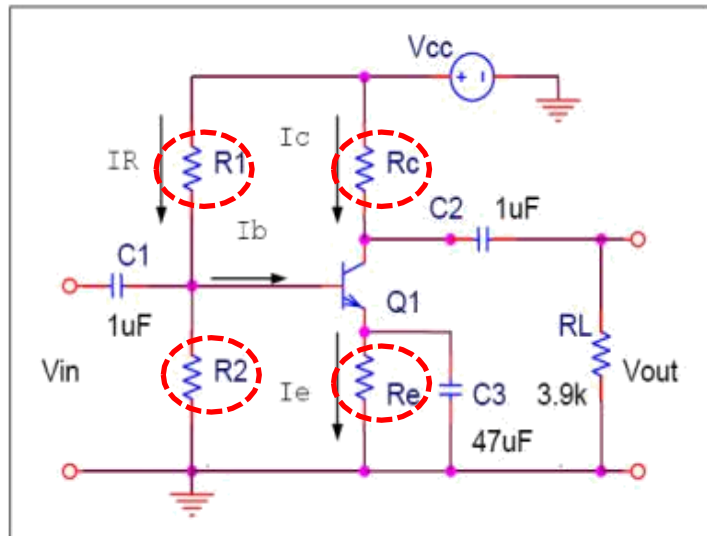 Vcc
+ -
IR
R1
Ic
Rc
C2
1uF
Ib
C1
1uF
Q1
RL
Vin
R2
Ie
Re
C3
3.9k
Vout
47uF